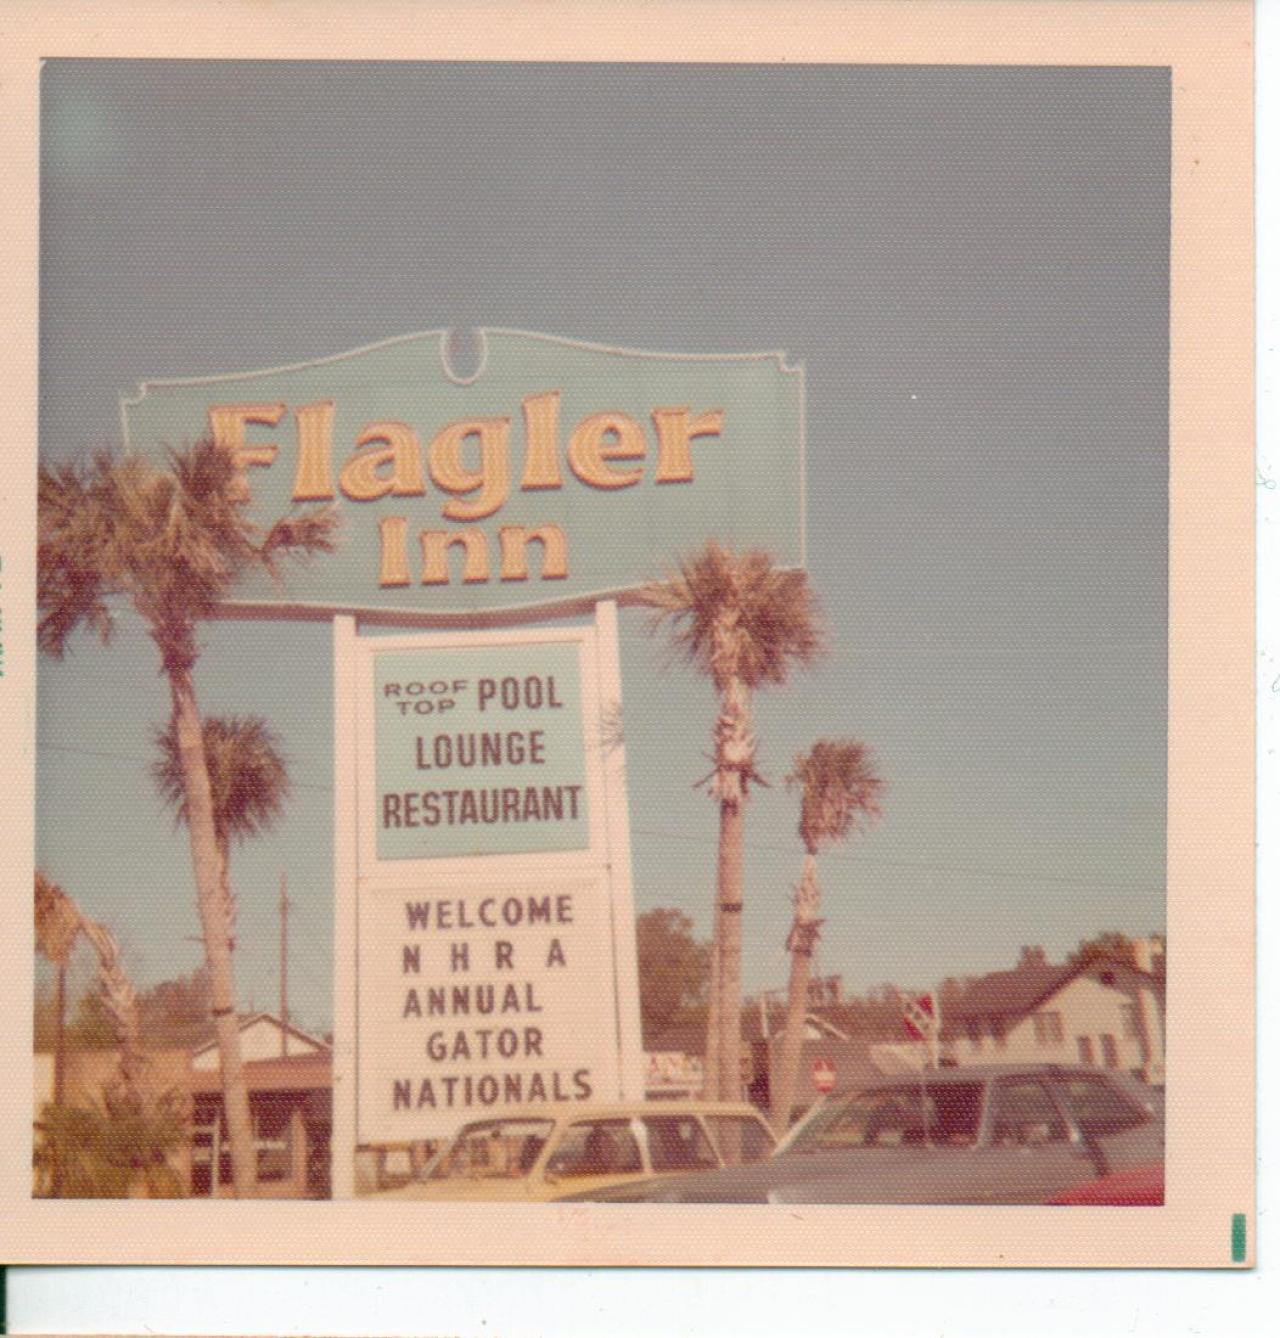 Flagler
Inn
ROOF TOP POOL
LOUNGE
RESTAURANT
WELCOME
N H R A
ANNUAL
GATOR
NATIONALS